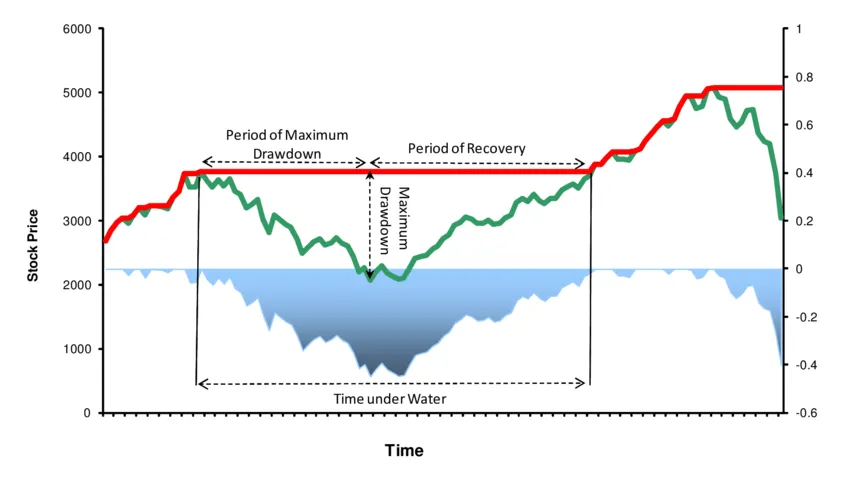 6000
5000
4000
3000
2000
1000
0
Stock Price
1
0.8
0.6
0.4
0.2
0
-0.2
-0.4
-0.6
Period of Maximum
Drawdown
Period of Recovery
Maximum
Drawdown
Time under Water
Time